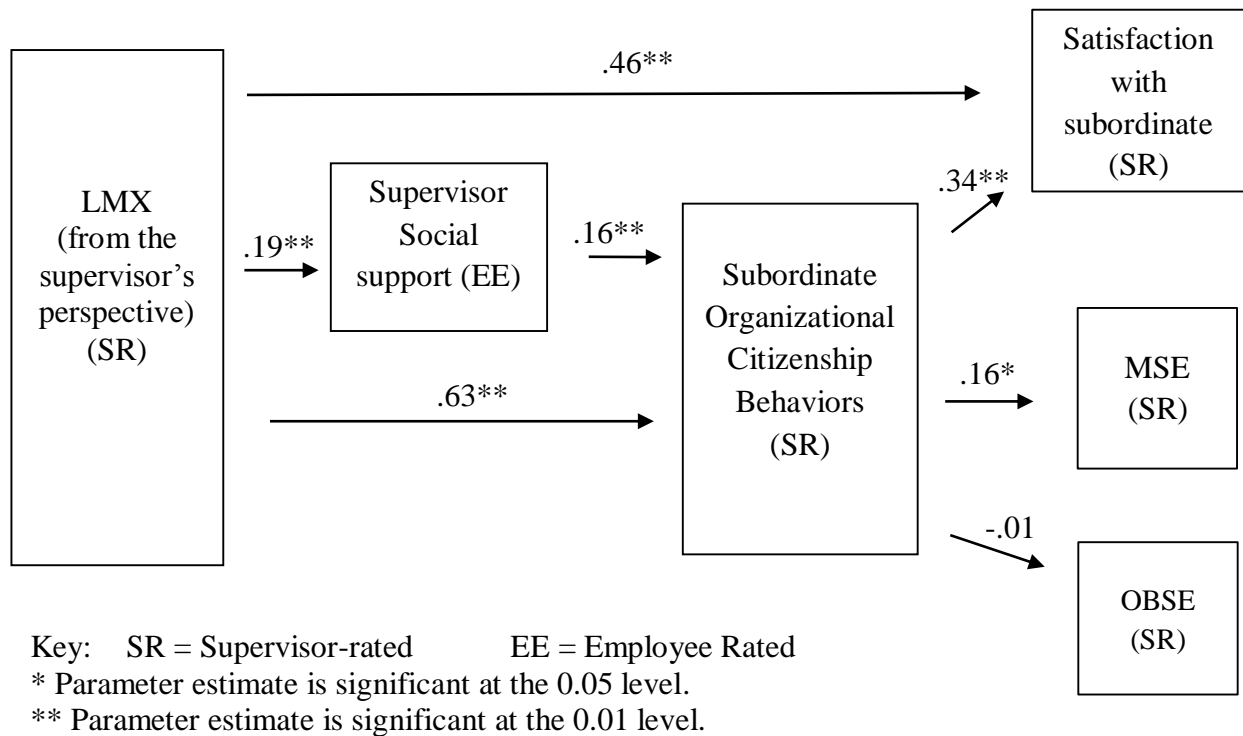 LMX
(from the
supervisor’s
perspective)
(SR)
.46**
.19**
Supervisor
Social
support (EE)
.16**
.63**
Subordinate
Organizational
Citizenship
Behaviors
(SR)
.34**
Satisfaction
with
subordinate
(SR)
.16*
MSE
(SR)
-.01
OBSE
(SR)
Key: SR = Supervisor-rated EE = Employee Rated
* Parameter estimate is significant at the 0.05 level.
** Parameter estimate is significant at the 0.01 level.